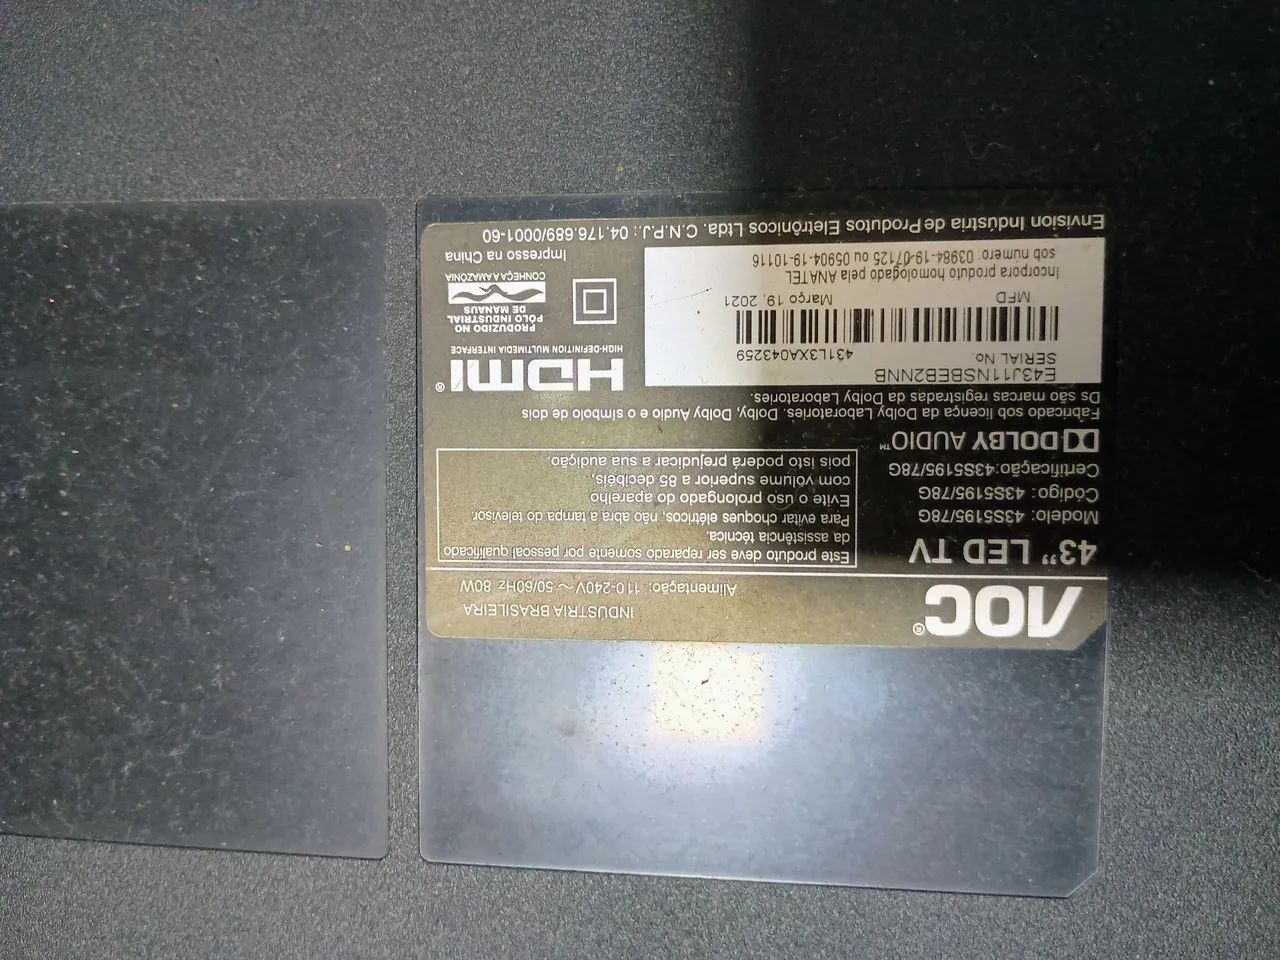 AOC®
INDÚSTRIA BRASILEIRA
Alimentação: 110-240V ~ 50/60Hz 80W
43” LED TV
Modelo: 43S5195/78G
Código: 43S5195/78G
Certificação:43S5195/78G
DOLBY AUDIO™
Este produto deve ser reparado somente por pessoal qualificado
da assistência técnica.
Para evitar choques elétricos, não abra a tampa do televisor.
Evite o uso prolongado do aparelho
com volume superior a 85 decibéis,
pois isto poderá prejudicar a sua audição.
Fabricado sob licença da Dolby Laboratories. Dolby, Dolby Audio e o símbolo de dois
Ds são marcas registradas da Dolby Laboratories.
E43J11NSBEB2NNB
SERIAL No.
431L3XA043259
MFD
Março 19, 2021
Incorpora produto homologado pela ANATEL
sob número: 03984-19-07125 ou 05904-19-10116
HDMI®
HIGH-DEFINITION MULTIMEDIA INTERFACE
PRODUZIDO NO
PÓLO INDUSTRIAL
DE MANAUS
CONHEÇA A AMAZÔNIA
Impresso na China
Envision Indústria de Produtos Eletrônicos Ltda. C.N.P.J.: 04.176.689/0001-60